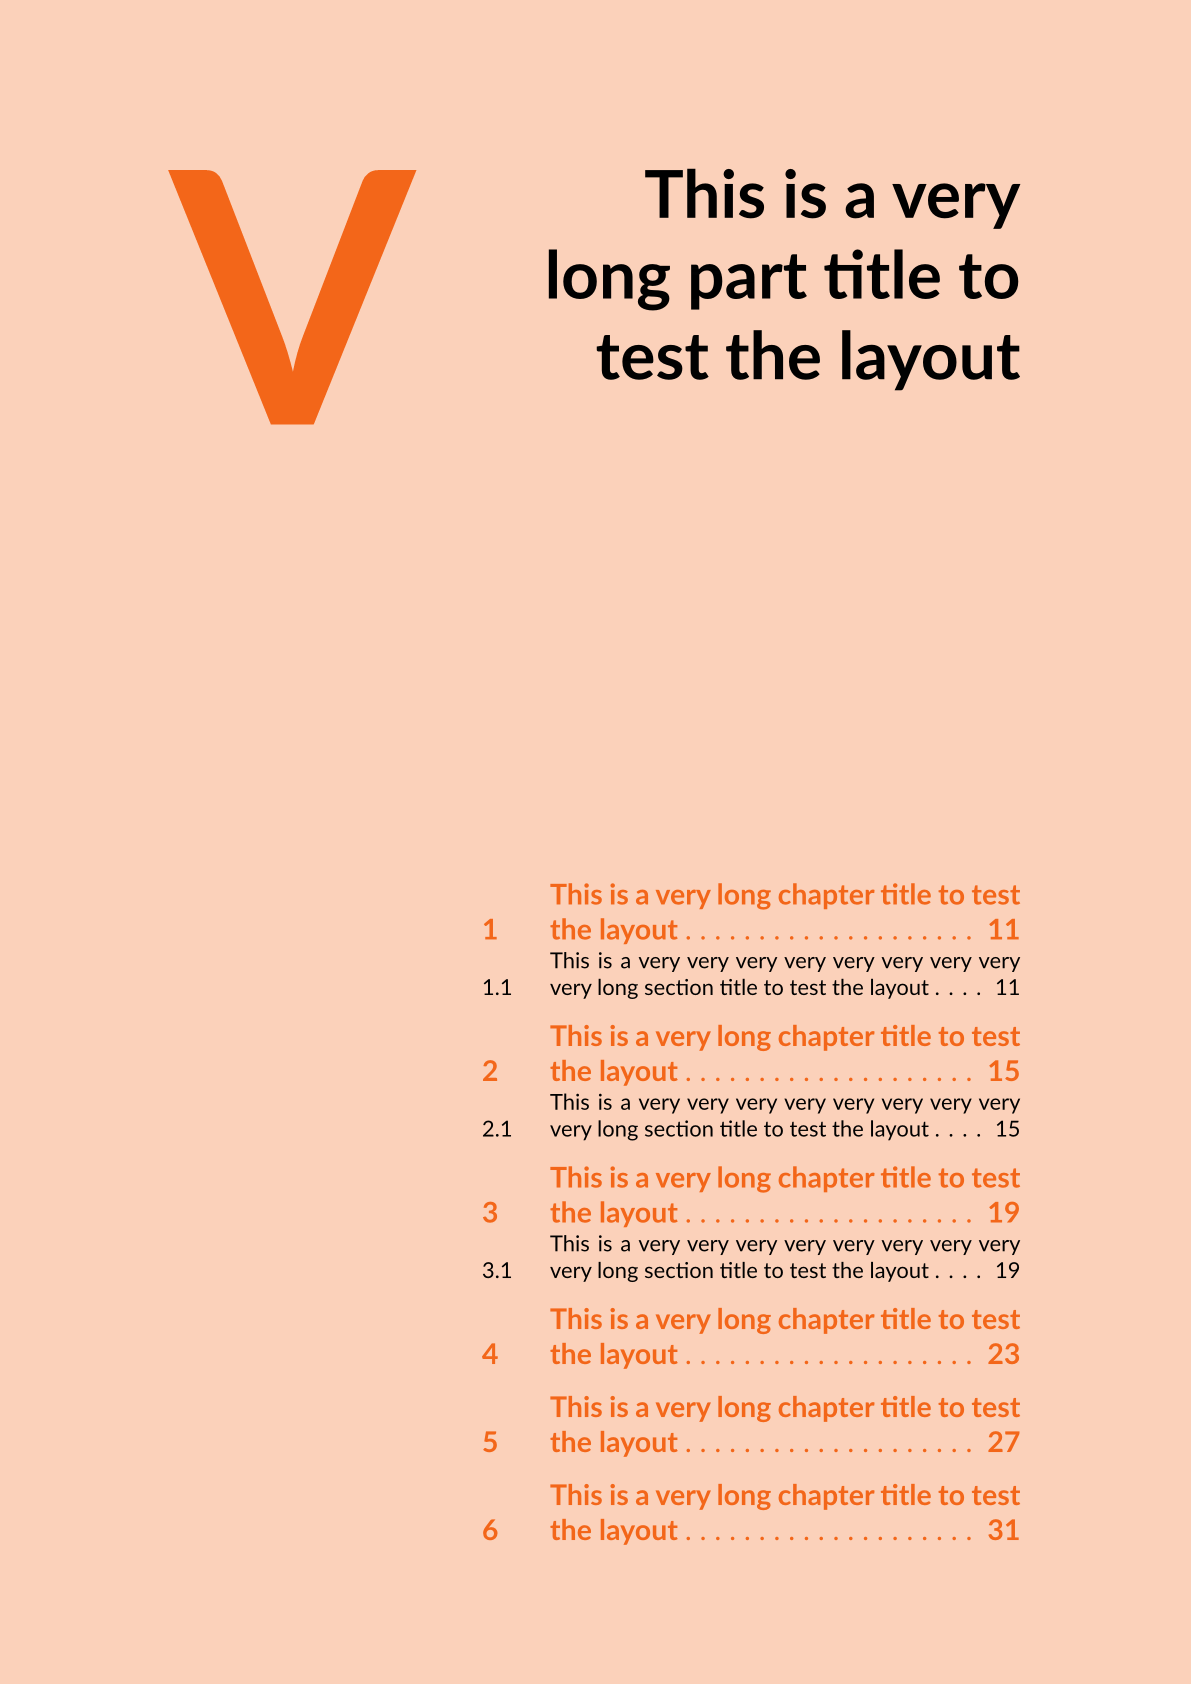 V
This is a very
long part title to
test the layout
This is a very long chapter title to test
1 the layout . . . . . . . . . . . . . . . . . . . . 11
This is a very very very very very very very very
1.1 very long section title to test the layout . . . . 11
This is a very long chapter title to test
2 the layout . . . . . . . . . . . . . . . . . . . . 15
This is a very very very very very very very very
2.1 very long section title to test the layout . . . . 15
This is a very long chapter title to test
3 the layout . . . . . . . . . . . . . . . . . . . . 19
This is a very very very very very very very very
3.1 very long section title to test the layout . . . . 19
This is a very long chapter title to test
4 the layout . . . . . . . . . . . . . . . . . . . . 23
This is a very long chapter title to test
5 the layout . . . . . . . . . . . . . . . . . . . . 27
This is a very long chapter title to test
6 the layout . . . . . . . . . . . . . . . . . . . . 31